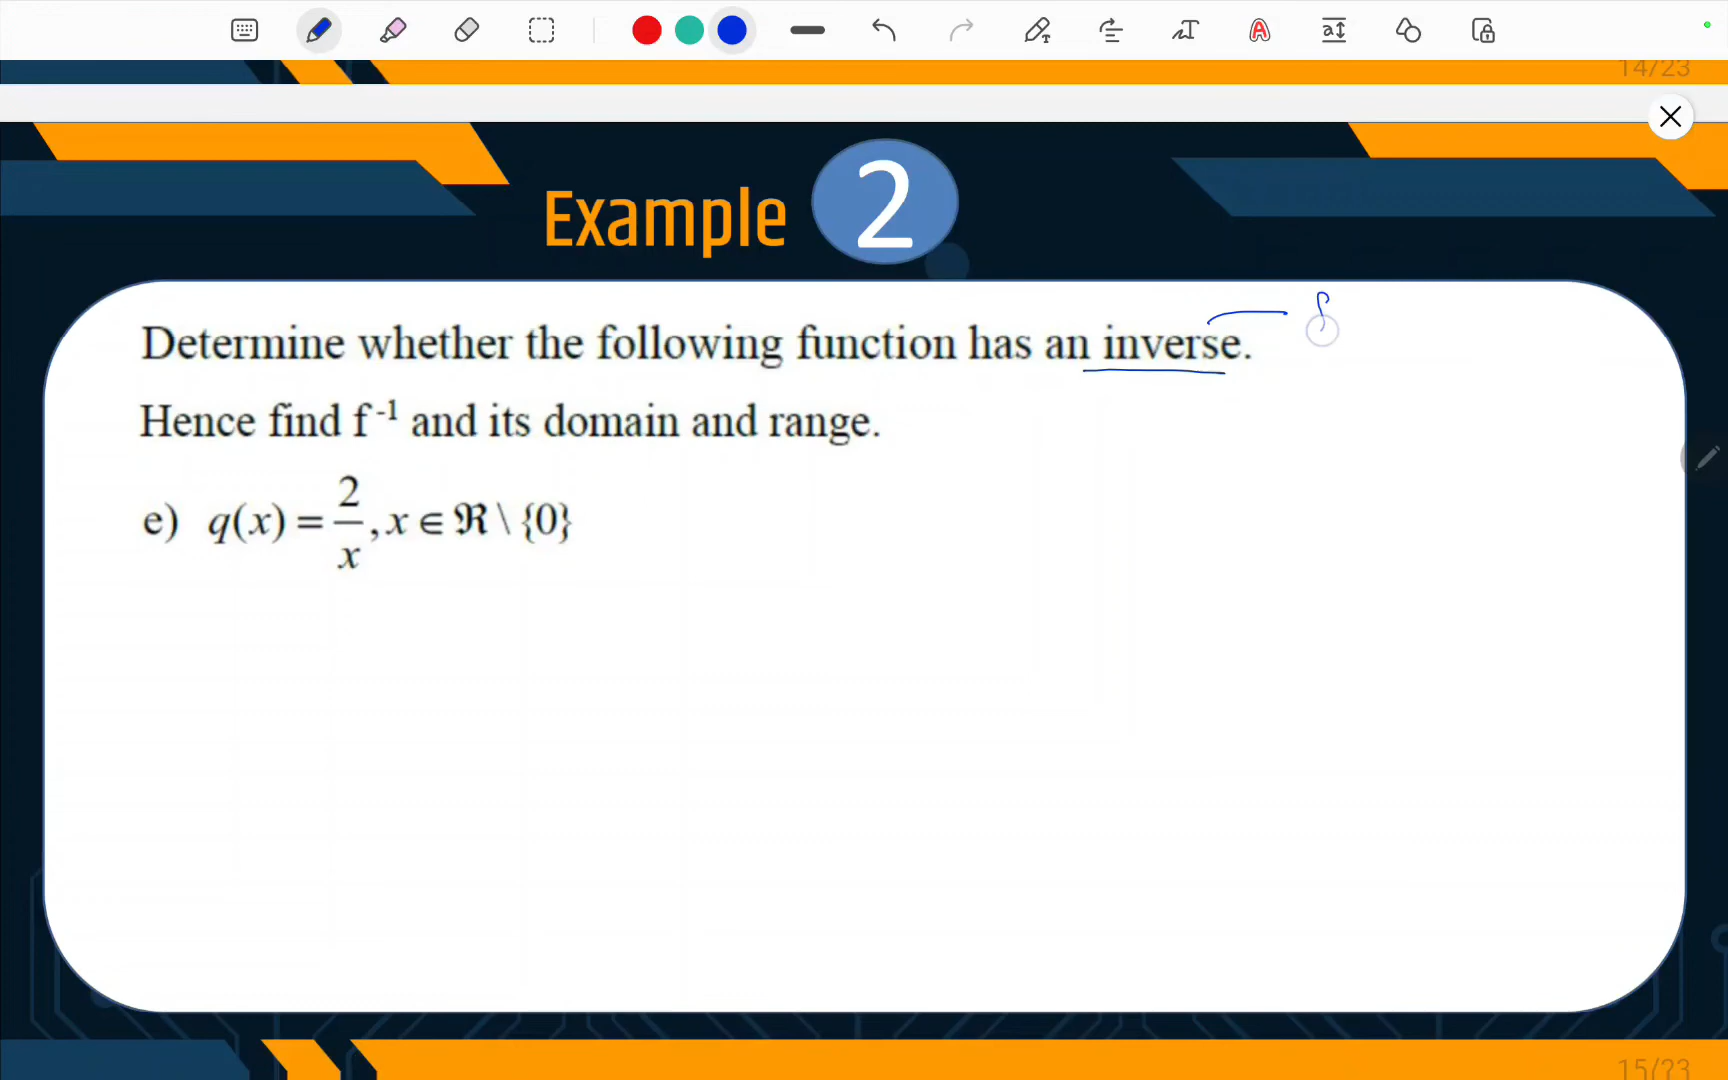 14/23
Example 2
Determine whether the following function has an inverse.
Hence find f⁻¹ and its domain and range.
e) q(x) = 2/x, x ∈ ℜ \ {0}
15/23